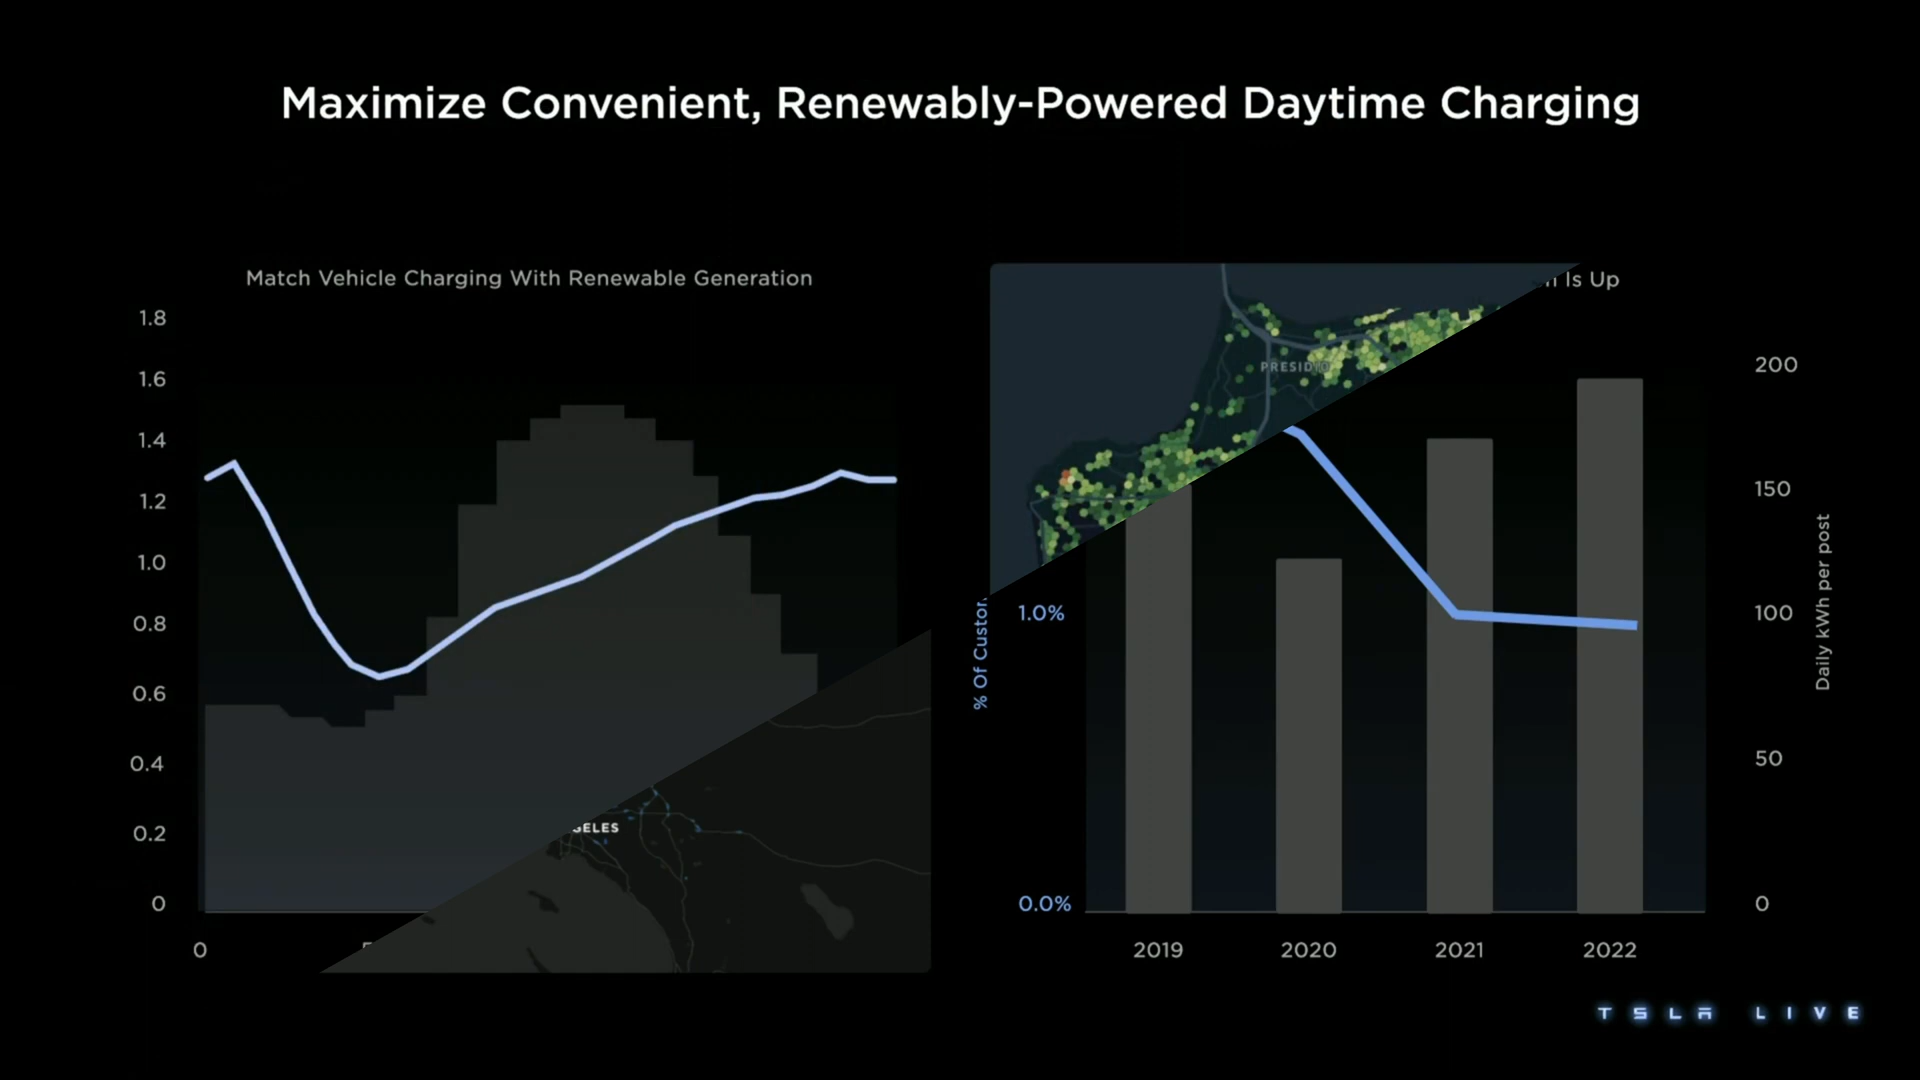 Maximize Convenient, Renewably-Powered Daytime Charging
Match Vehicle Charging With Renewable Generation
1.8
1.6
1.4
1.2
1.0
0.8
0.6
0.4
0.2
0
0
PRESIDIO
GELES
Is Up
% Of
1.0%
0.0%
200
150
100
50
0
Daily kWh per post
2019 2020 2021 2022
TSLA LIVE